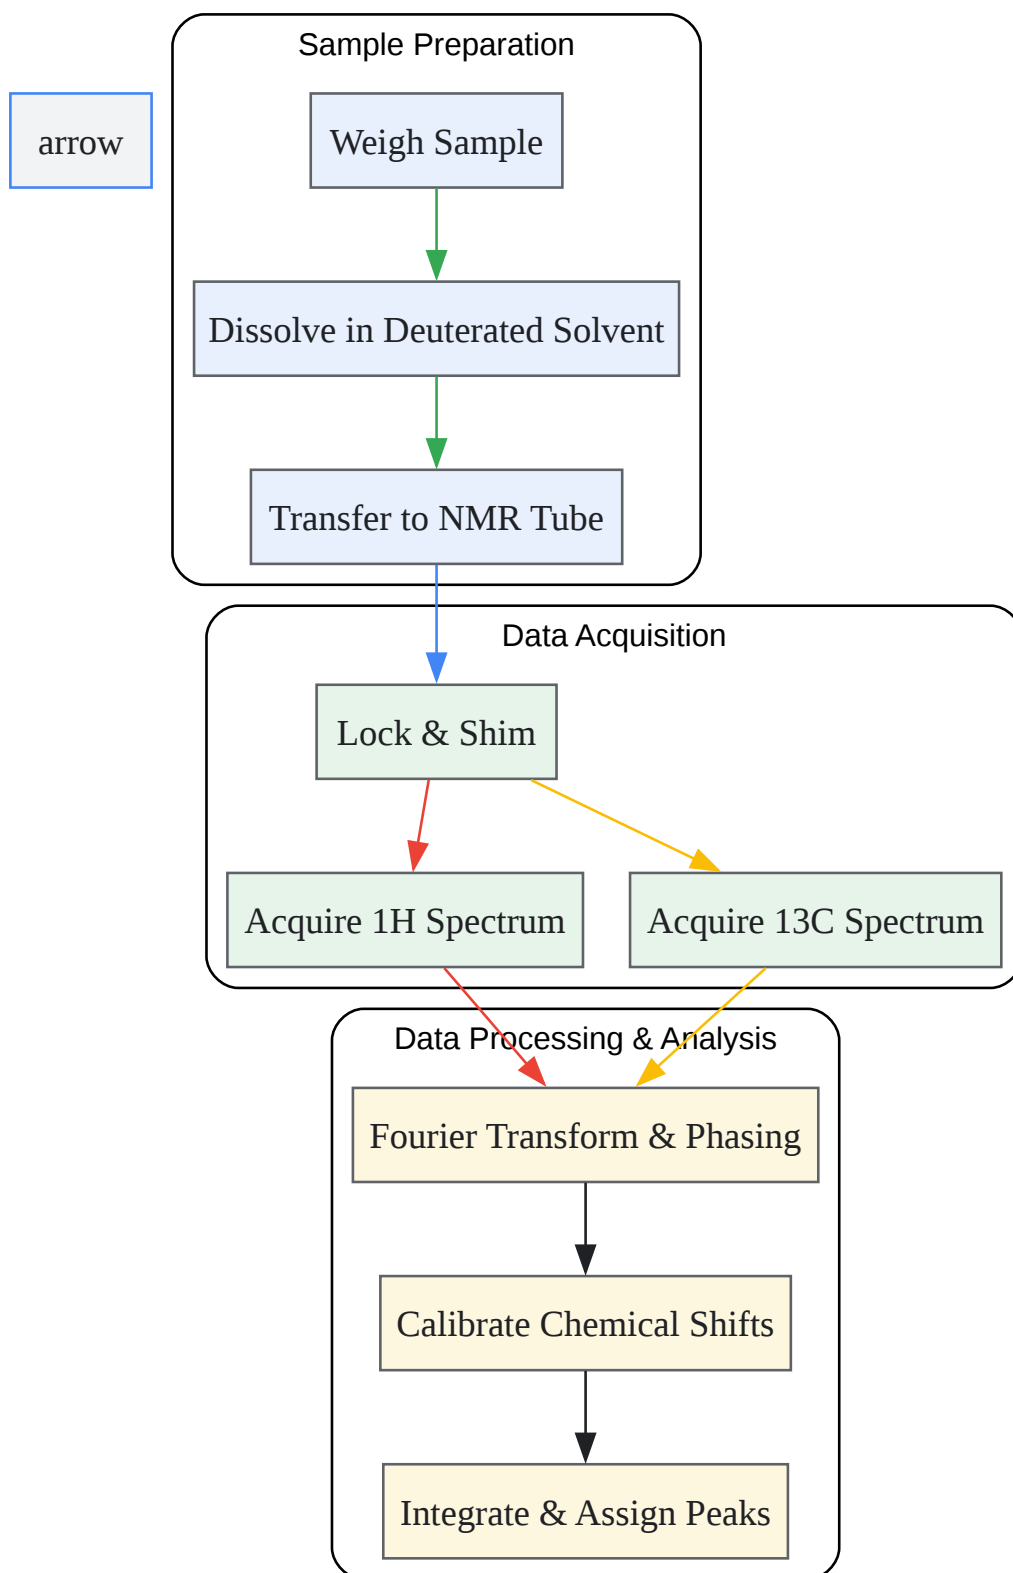 Sample Preparation
arrow
Weigh Sample
Dissolve in Deuterated Solvent
Transfer to NMR Tube
Data Acquisition
Lock & Shim
Acquire 1H Spectrum
Acquire 13C Spectrum
Data Processing & Analysis
Fourier Transform & Phasing
Calibrate Chemical Shifts
Integrate & Assign Peaks